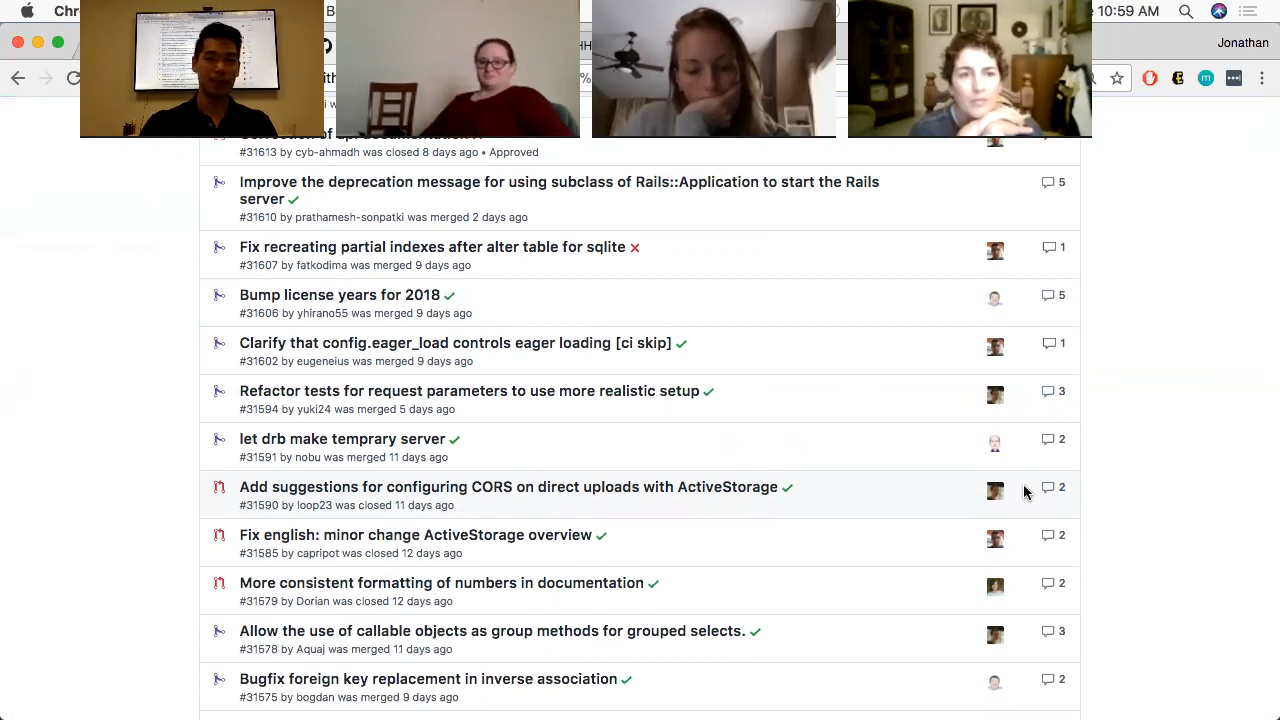 Chr
B
10:59 AM
Jonathan
%
#31613 by
b-ahmadh was closed 8 days ago • Approved
Improve the deprecation message for using subclass of Rails::Application to start the Rails
server
5
#31610 by prathamesh-sonpatki was merged 2 days ago
Fix recreating partial indexes after alter table for sqlite
1
#31607 by fatkodima was merged 9 days ago
Bump license years for 2018
5
#31606 by yhirano55 was merged 9 days ago
Clarify that config.eager_load controls eager loading [ci skip]
1
#31602 by eugeneius was merged 9 days ago
Refactor tests for request parameters to use more realistic setup
3
#31594 by yuki24 was merged 5 days ago
let drb make temprary server
2
#31591 by nobu was merged 11 days ago
Add suggestions for configuring CORS on direct uploads with ActiveStorage
2
#31590 by loop23 was closed 11 days ago
Fix english: minor change ActiveStorage overview
2
#31585 by capripot was closed 12 days ago
More consistent formatting of numbers in documentation
2
#31579 by Dorian was closed 12 days ago
Allow the use of callable objects as group methods for grouped selects.
3
#31578 by Aquaj was merged 11 days ago
Bugfix foreign key replacement in inverse association
2
#31575 by bogdan was merged 9 days ago